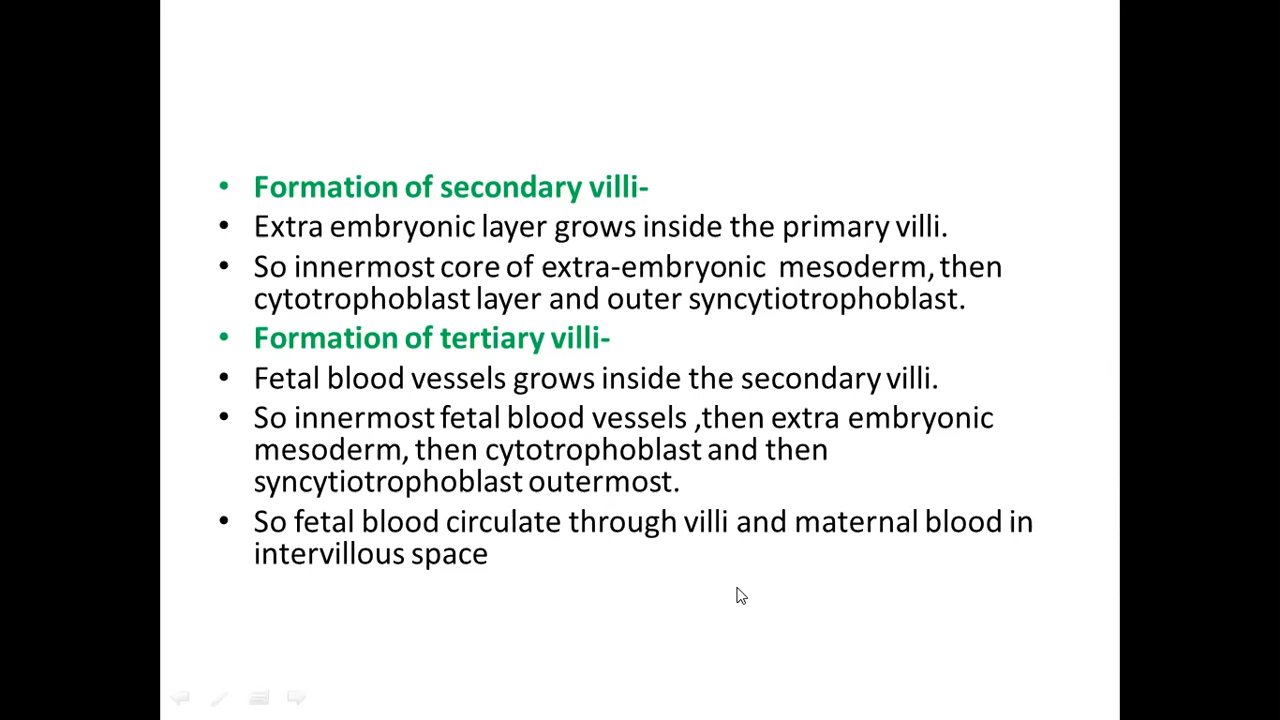 • Formation of secondary villi-
• Extra embryonic layer grows inside the primary villi.
• So innermost core of extra-embryonic mesoderm, then
cytotrophoblast layer and outer syncytiotrophoblast.
• Formation of tertiary villi-
• Fetal blood vessels grows inside the secondary villi.
• So innermost fetal blood vessels ,then extra embryonic
mesoderm, then cytotrophoblast and then
syncytiotrophoblast outermost.
• So fetal blood circulate through villi and maternal blood in
intervillous space